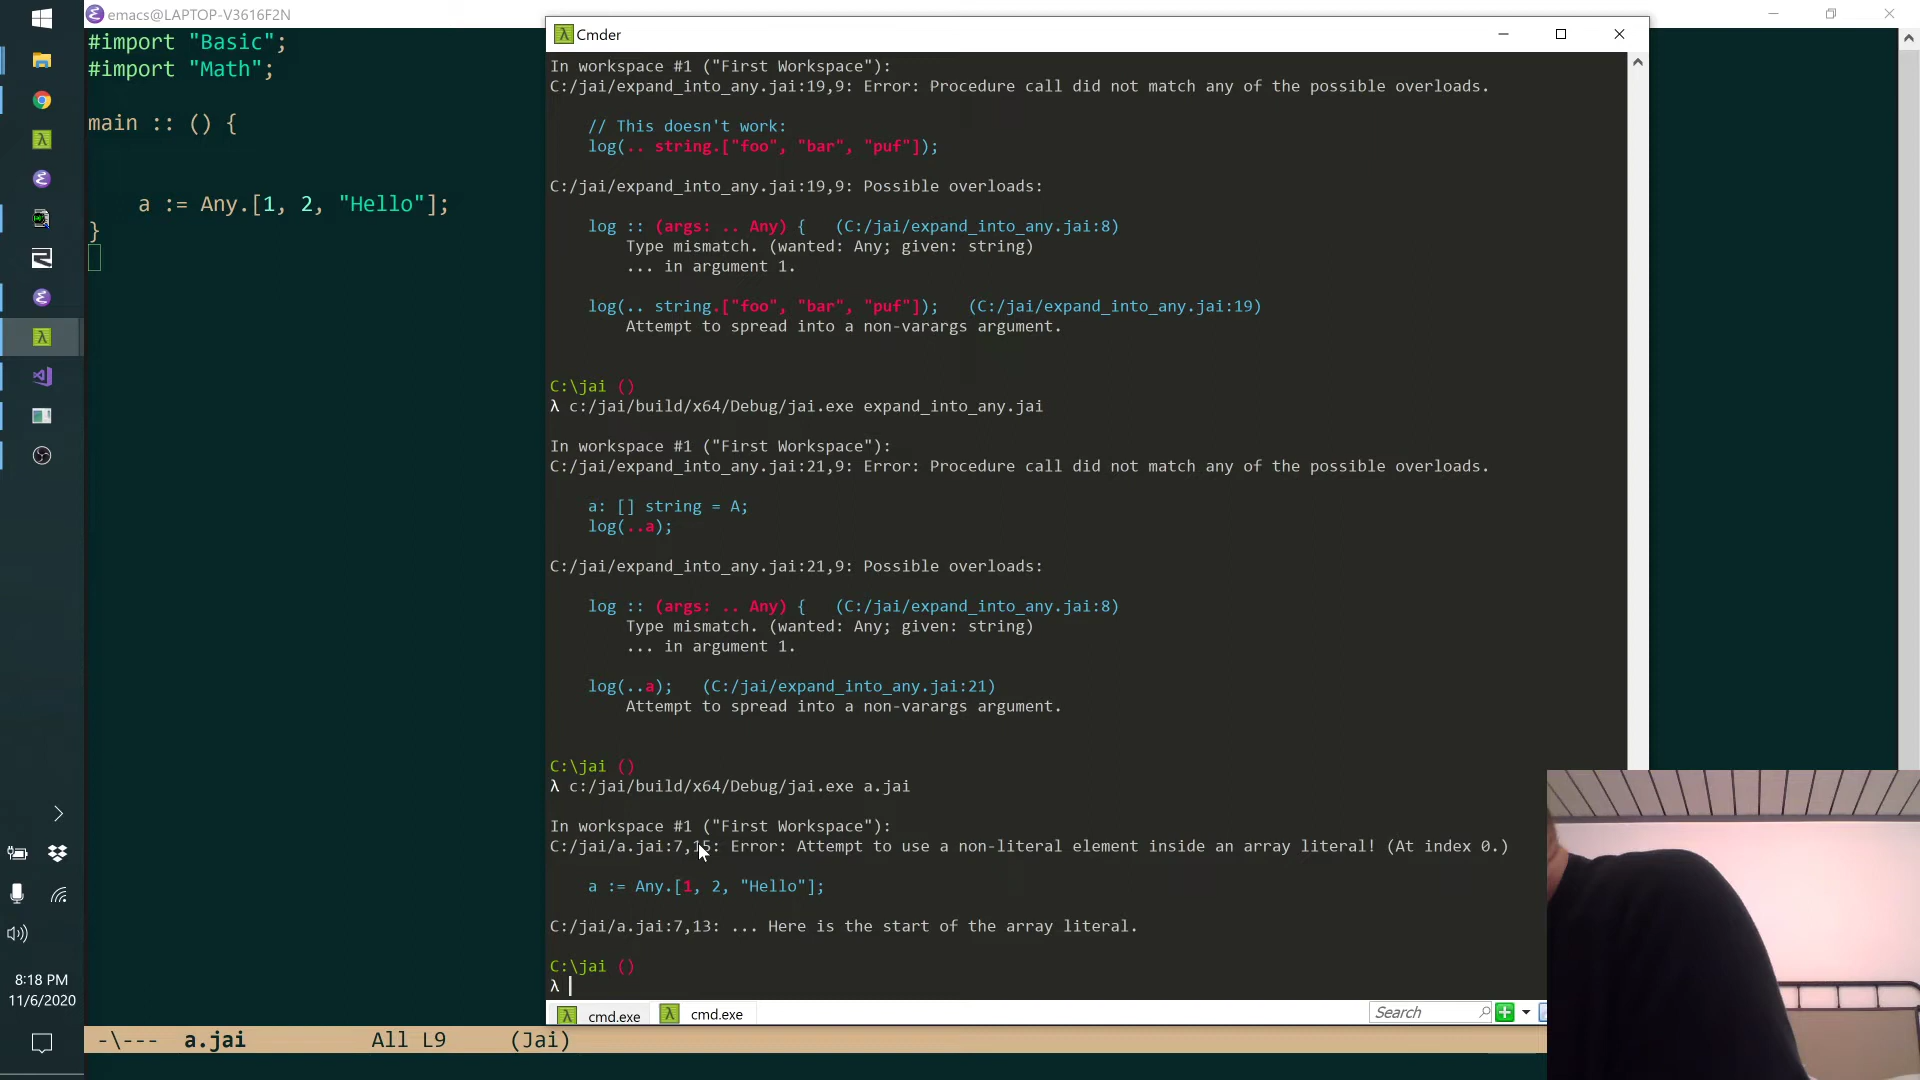 emacs@LAPTOP-V3616F2N
#import "Basic";
#import "Math";
main :: () {
    a := Any.[1, 2, "Hello"];
}
-\---  a.jai          All L9     (Jai)
8:18 PM
11/6/2020
Cmder
In workspace #1 ("First Workspace"):
C:/jai/expand_into_any.jai:19,9: Error: Procedure call did not match any of the possible overloads.
    // This doesn't work:
    log(.. string.["foo", "bar", "puf"]);
C:/jai/expand_into_any.jai:19,9: Possible overloads:
    log :: (args: .. Any) {   (C:/jai/expand_into_any.jai:8)
        Type mismatch. (wanted: Any; given: string)
        ... in argument 1.
    log(.. string.["foo", "bar", "puf"]);   (C:/jai/expand_into_any.jai:19)
        Attempt to spread into a non-varargs argument.
C:\jai ()
λ c:/jai/build/x64/Debug/jai.exe expand_into_any.jai
In workspace #1 ("First Workspace"):
C:/jai/expand_into_any.jai:21,9: Error: Procedure call did not match any of the possible overloads.
    a: [] string = A;
    log(..a);
C:/jai/expand_into_any.jai:21,9: Possible overloads:
    log :: (args: .. Any) {   (C:/jai/expand_into_any.jai:8)
        Type mismatch. (wanted: Any; given: string)
        ... in argument 1.
    log(..a);   (C:/jai/expand_into_any.jai:21)
        Attempt to spread into a non-varargs argument.
C:\jai ()
λ c:/jai/build/x64/Debug/jai.exe a.jai
In workspace #1 ("First Workspace"):
C:/jai/a.jai:7,15: Error: Attempt to use a non-literal element inside an array literal! (At index 0.)
    a := Any.[1, 2, "Hello"];
C:/jai/a.jai:7,13: ... Here is the start of the array literal.
C:\jai ()
λ
cmd.exe
cmd.exe
Search